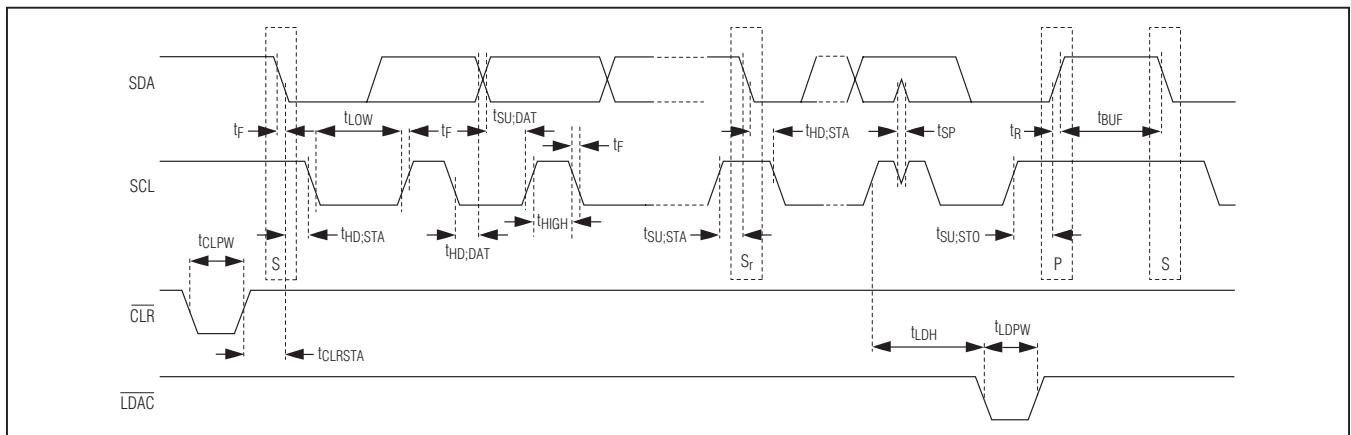 SDA
tF
tLOW
tF
tSU;DAT
tF
tHD;STA
tSP
tR
tBUF
SCL
tHD;STA
tHD;DAT
tHIGH
tSU;STA
tSU;STO
tCLPW
S
Sr
P
S
CLR
tCLRSTA
tLDH
tLDPW
LDAC